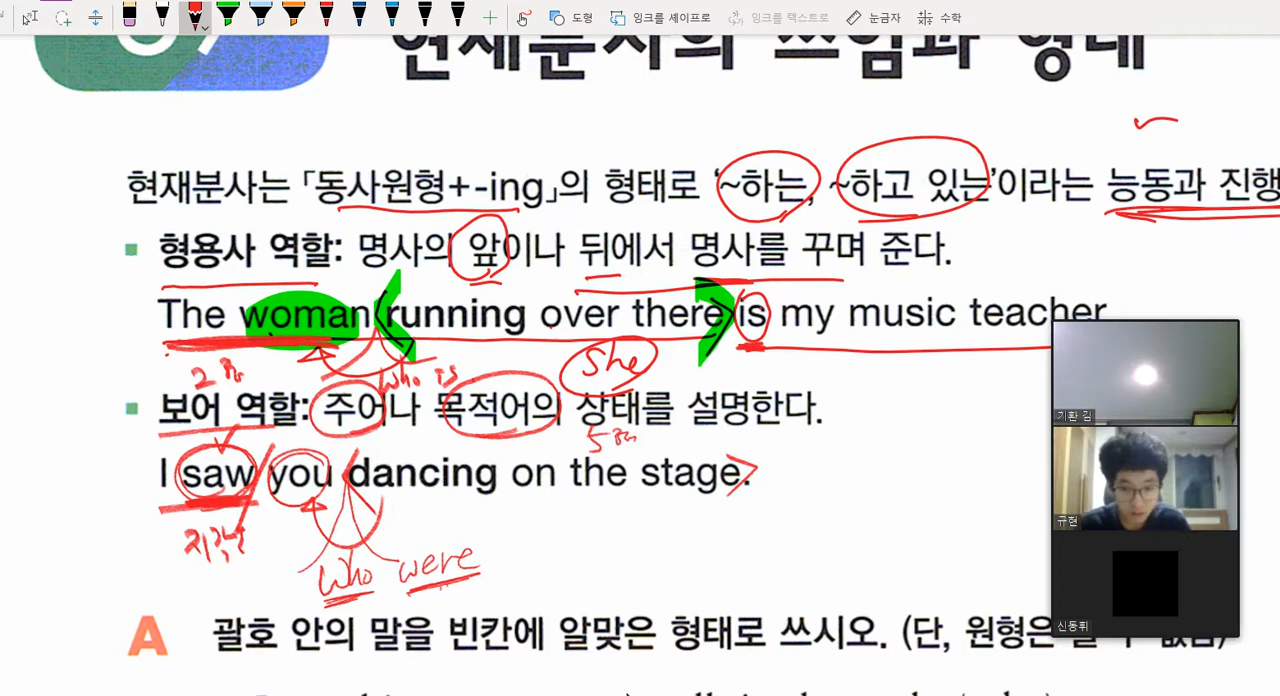 도형 잉크를 셰이프로 잉크를 텍스트로 눈금자 수학
현재분사의 쓰임과 형태
현재분사는 「동사원형+-ing」의 형태로 '~하는, ~하고 있는'이라는 능동과 진행
형용사 역할: 명사의 앞이나 뒤에서 명사를 꾸며 준다.
The woman running over there is my music teacher
who is
She
보어 역할: 주어나 목적어의 상태를 설명한다.
I saw you dancing on the stage.
who were
A 괄호 안의 말을 빈칸에 알맞은 형태로 쓰시오. (단, 원형은
기환 김
규현
신동휘